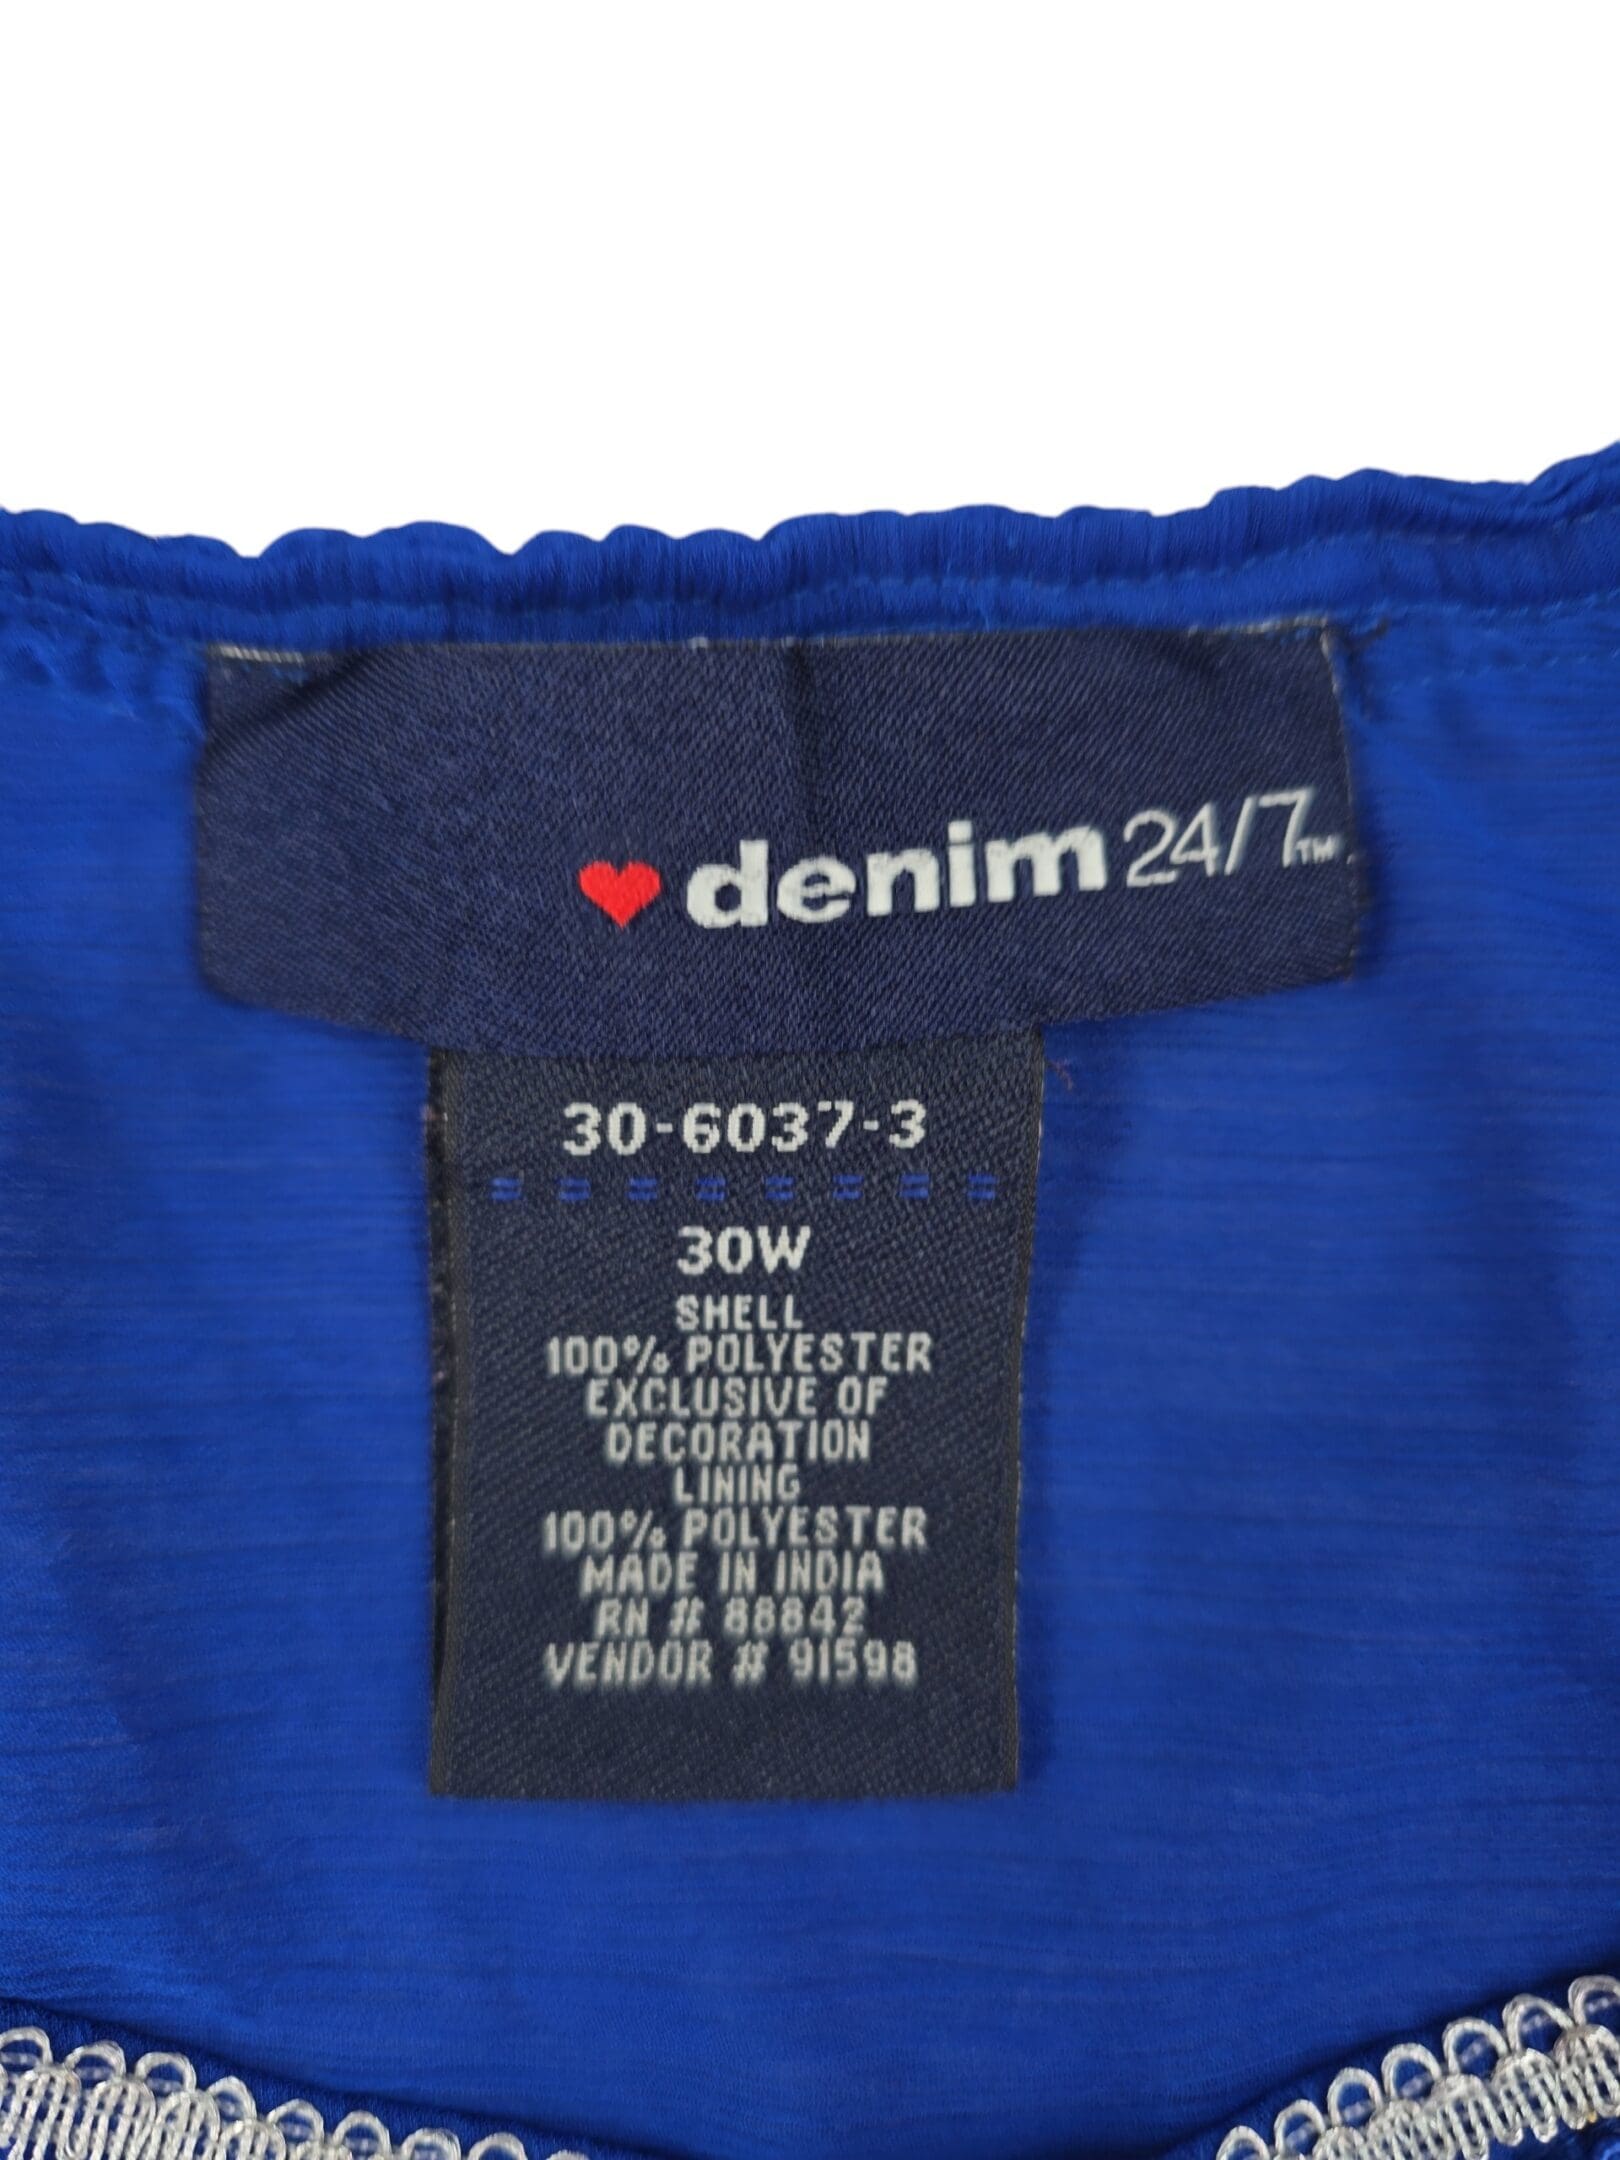 denim 24/7™
30-6037-3
30W
SHELL
100% POLYESTER
EXCLUSIVE OF
DECORATION
LINING
100% POLYESTER
MADE IN INDIA
RN # 88842
VENDOR # 91598